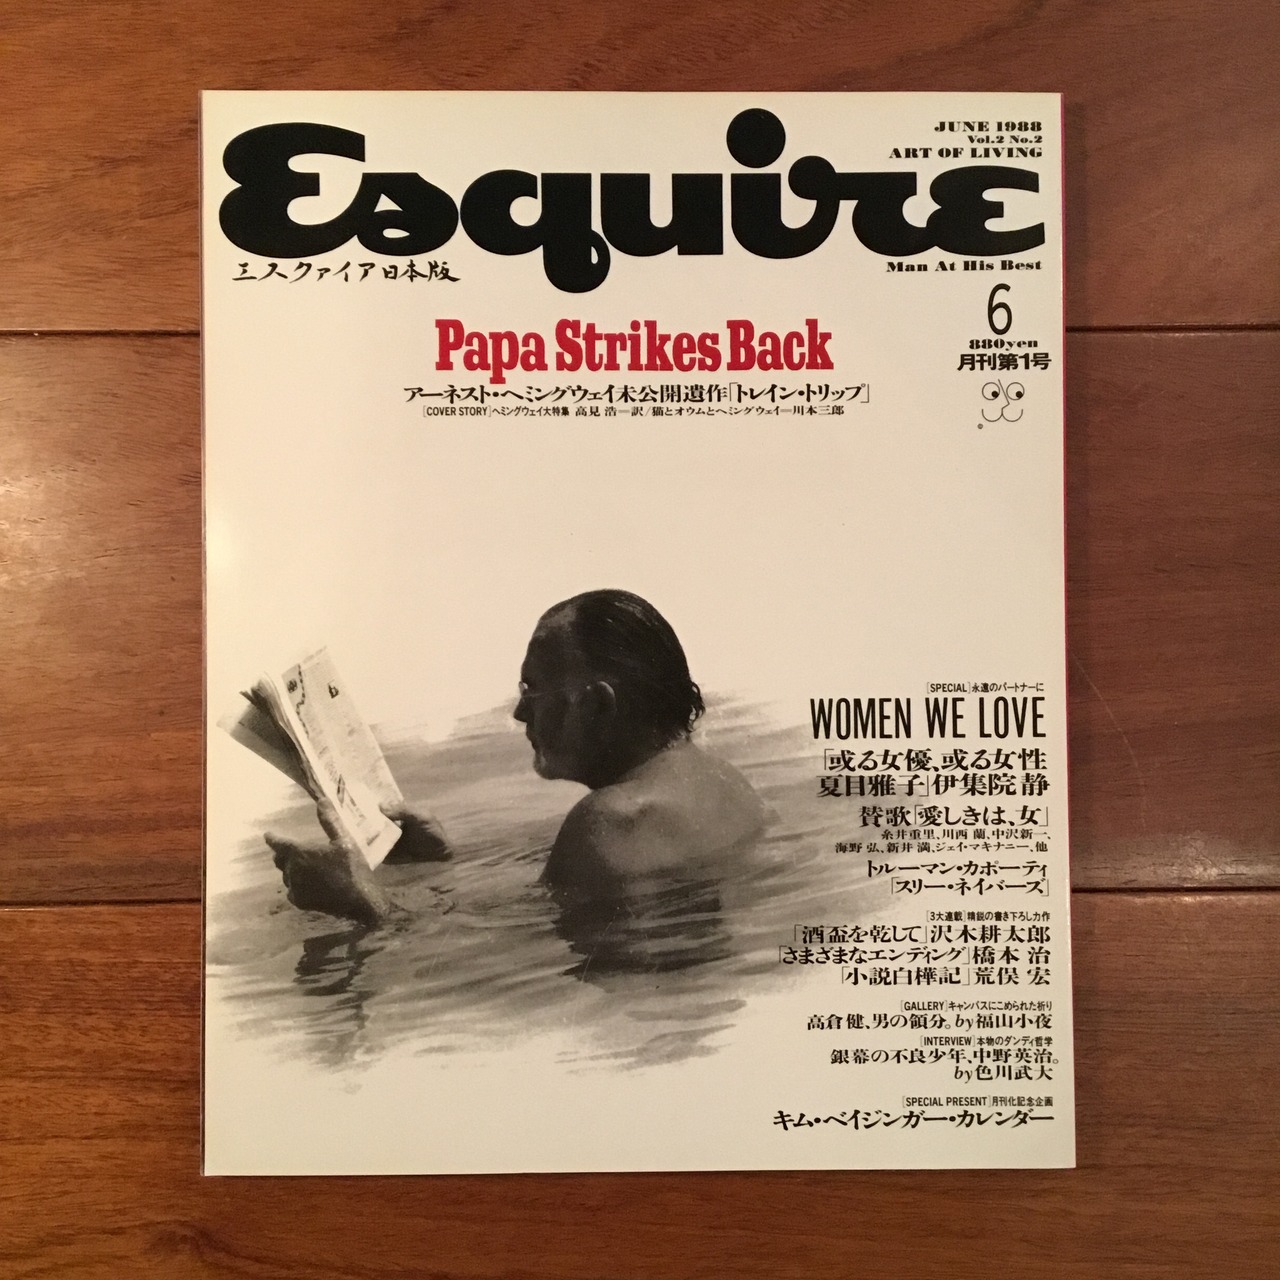 Esquire
JUNE 1988
Vol.2 No.2
ART OF LIVING
エスクァイア日本版
Man At His Best
6
880yen
月刊第1号
Papa Strikes Back
アーネスト・ヘミングウェイ未公開遺作「トレイン・トリップ」
[COVER STORY]ヘミングウェイ大特集 高見 浩=訳/猫とオウムとヘミングウェイ=川本三郎
[SPECIAL]永遠のパートナーに
WOMEN WE LOVE
「或る女優、或る女性
夏目雅子」伊集院 静
賛歌「愛しきは、女」
糸井重里、川西 蘭、中沢新一、
海野 弘、新井 満、ジェイ・マキナニー、他
トルーマン・カポーティ
「スリー・ネイバーズ」
[3大連載]精鋭の書き下ろし力作
「酒盃を乾して」沢木耕太郎
「さまざまなエンディング」橋本 治
「小説白樺記」荒俣 宏
[GALLERY]キャンバスにこめられた祈り
高倉 健、男の領分。by福山小夜
[INTERVIEW]本物のダンディ哲学
銀幕の不良少年、中野英治。
by色川武大
[SPECIAL PRESENT]月刊化記念企画
キム・ベイジンガー・カレンダー